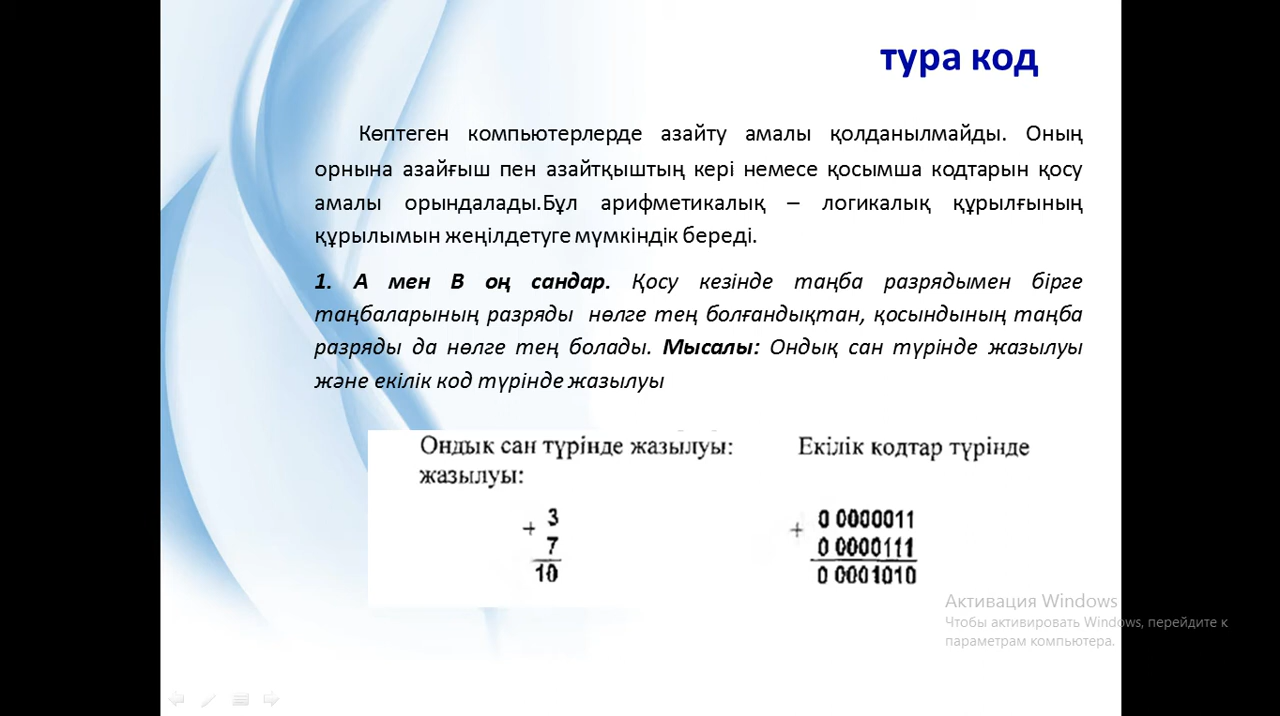 тура код
Көптеген компьютерлерде азайту амалы қолданылмайды. Оның
орнына азайғыш пен азайтқыштың кері немесе қосымша кодтарын қосу
амалы орындалады.Бұл арифметикалық – логикалық құрылғының
құрылымын жеңілдетуге мүмкіндік береді.
1. А мен В оң сандар. Қосу кезінде таңба разрядымен бірге
таңбаларының разряды нөлге тең болғандықтан, қосындының таңба
разряды да нөлге тең болады. Мысалы: Ондық сан түрінде жазылуы
және екілік код түрінде жазылуы
Ондык сан түрінде жазылуы: Екілік кодтар түрінде
жазылуы:
+ 3
7
10
+ 0 0000011
0 0000111
0 0001010
Активация Windows
Чтобы активировать Windows, перейдите к
параметрам компьютера.